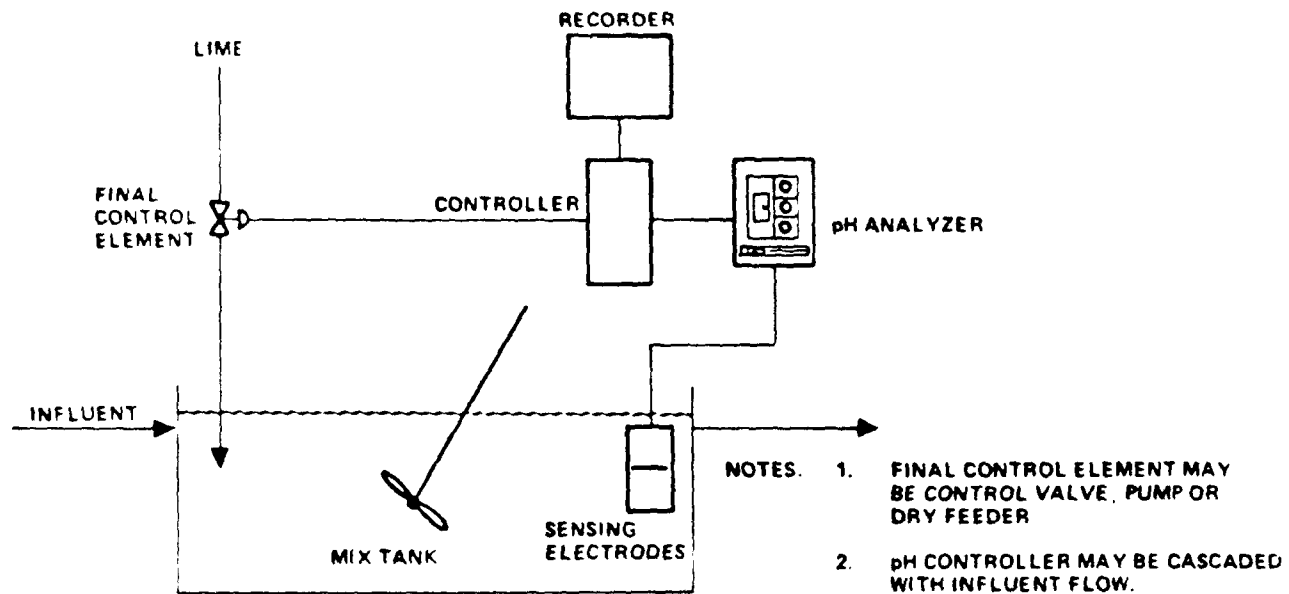 RECORDER
LIME
FINAL
CONTROL
ELEMENT
CONTROLLER
pH ANALYZER
INFLUENT
MIX TANK
SENSING
ELECTRODES
NOTES. 1. FINAL CONTROL ELEMENT MAY
BE CONTROL VALVE, PUMP OR
DRY FEEDER
2. pH CONTROLLER MAY BE CASCADED
WITH INFLUENT FLOW.